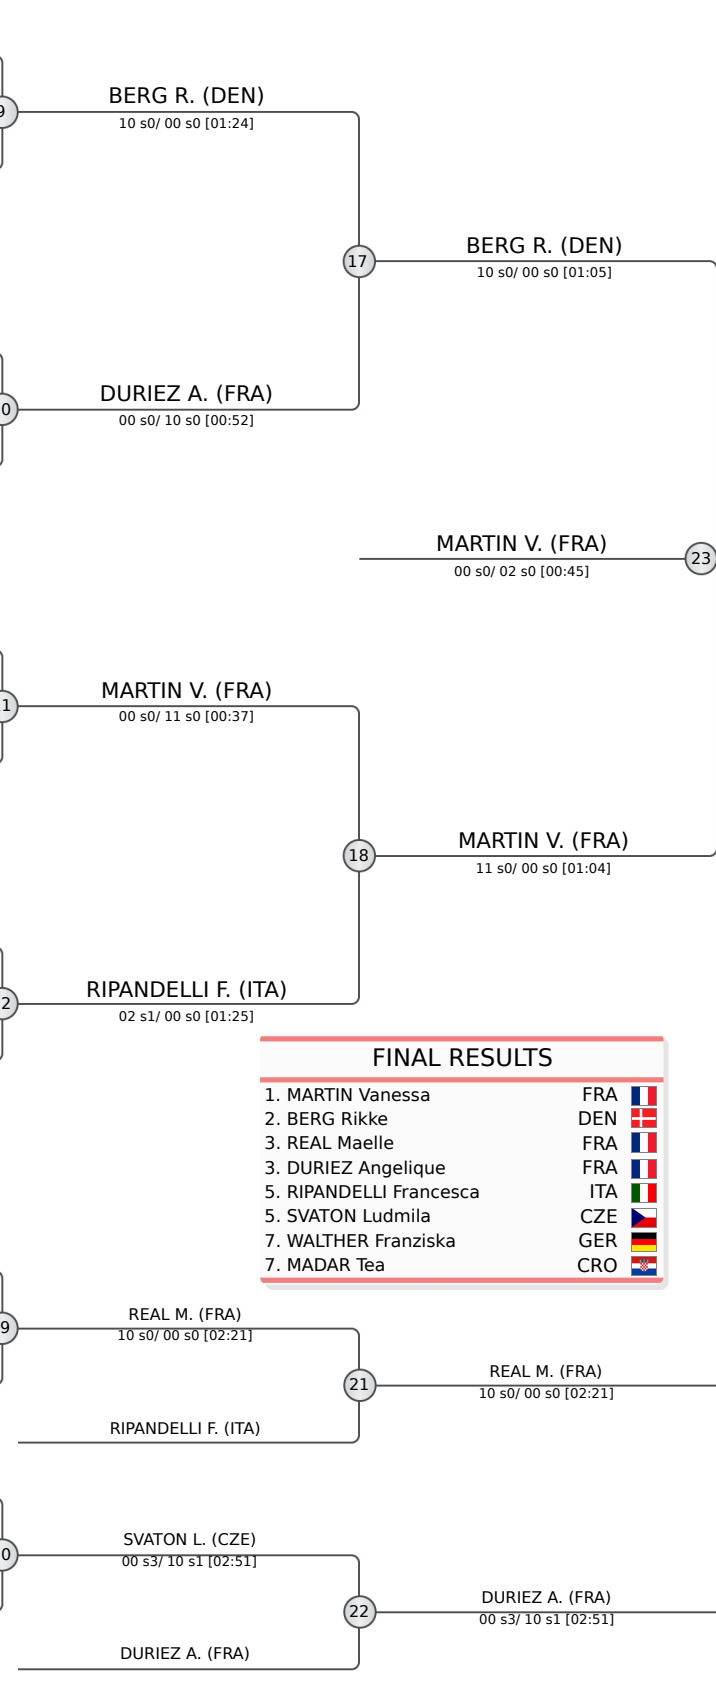 BERG R. (DEN)
9
10 s0/ 00 s0 [01:24]
BERG R. (DEN)
17
10 s0/ 00 s0 [01:05]
DURIEZ A. (FRA)
0
00 s0/ 10 s0 [00:52]
MARTIN V. (FRA)
23
00 s0/ 02 s0 [00:45]
MARTIN V. (FRA)
1
00 s0/ 11 s0 [00:37]
MARTIN V. (FRA)
18
11 s0/ 00 s0 [01:04]
RIPANDELLI F. (ITA)
2
02 s1/ 00 s0 [01:25]
FINAL RESULTS
1. MARTIN Vanessa FRA
2. BERG Rikke DEN
3. REAL Maelle FRA
3. DURIEZ Angelique FRA
5. RIPANDELLI Francesca ITA
5. SVATON Ludmila CZE
7. WALTHER Franziska GER
7. MADAR Tea CRO
REAL M. (FRA)
9
10 s0/ 00 s0 [02:21]
REAL M. (FRA)
21
10 s0/ 00 s0 [02:21]
RIPANDELLI F. (ITA)
SVATON L. (CZE)
0
00 s3/ 10 s1 [02:51]
DURIEZ A. (FRA)
22
00 s3/ 10 s1 [02:51]
DURIEZ A. (FRA)